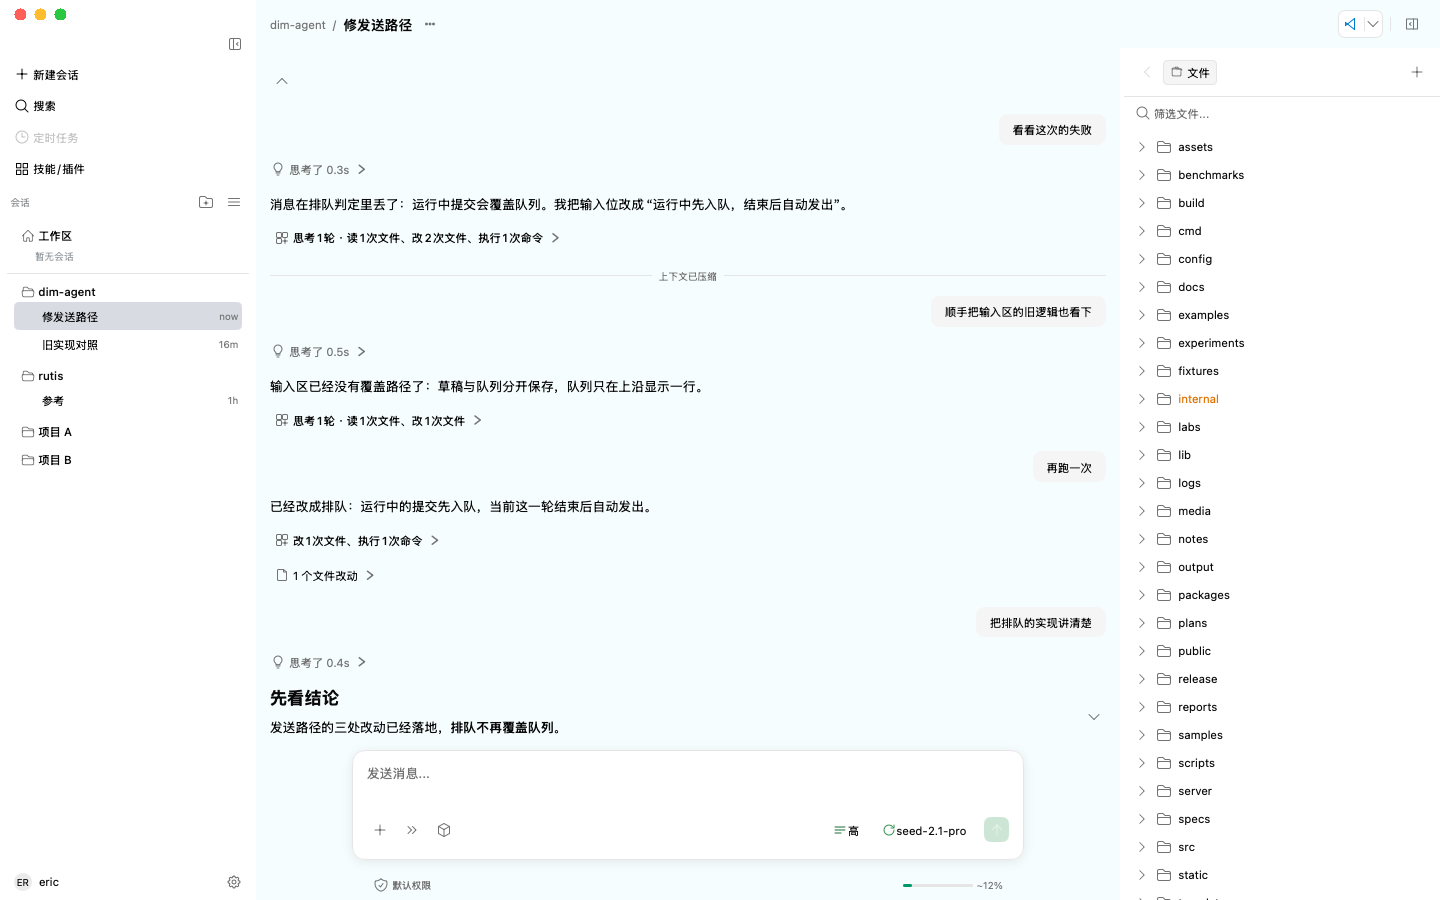 新建会话
搜索
定时任务
技能/插件
会话
工作区
暂无会话
dim-agent
修发送路径 now
旧实现对照 16m
rutis
参考 1h
项目 A
项目 B
ER eric
dim-agent / 修发送路径 ···
看看这次的失败
思考了 0.3s
消息在排队判定里丢了：运行中提交会覆盖队列。我把输入位改成“运行中先入队，结束后自动发出”。
思考1轮 · 读1次文件、改2次文件、执行1次命令
上下文已压缩
顺手把输入区的旧逻辑也看下
思考了 0.5s
输入区已经没有覆盖路径了：草稿与队列分开保存，队列只在上沿显示一行。
思考1轮 · 读1次文件、改1次文件
再跑一次
已经改成排队：运行中的提交先入队，当前这一轮结束后自动发出。
改1次文件、执行1次命令
1个文件改动
把排队的实现讲清楚
思考了 0.4s
先看结论
发送路径的三处改动已经落地，排队不再覆盖队列。
发送消息...
高 seed-2.1-pro
默认权限 ~12%
文件
筛选文件...
assets
benchmarks
build
cmd
config
docs
examples
experiments
fixtures
internal
labs
lib
logs
media
notes
output
packages
plans
public
release
reports
samples
scripts
server
specs
src
static